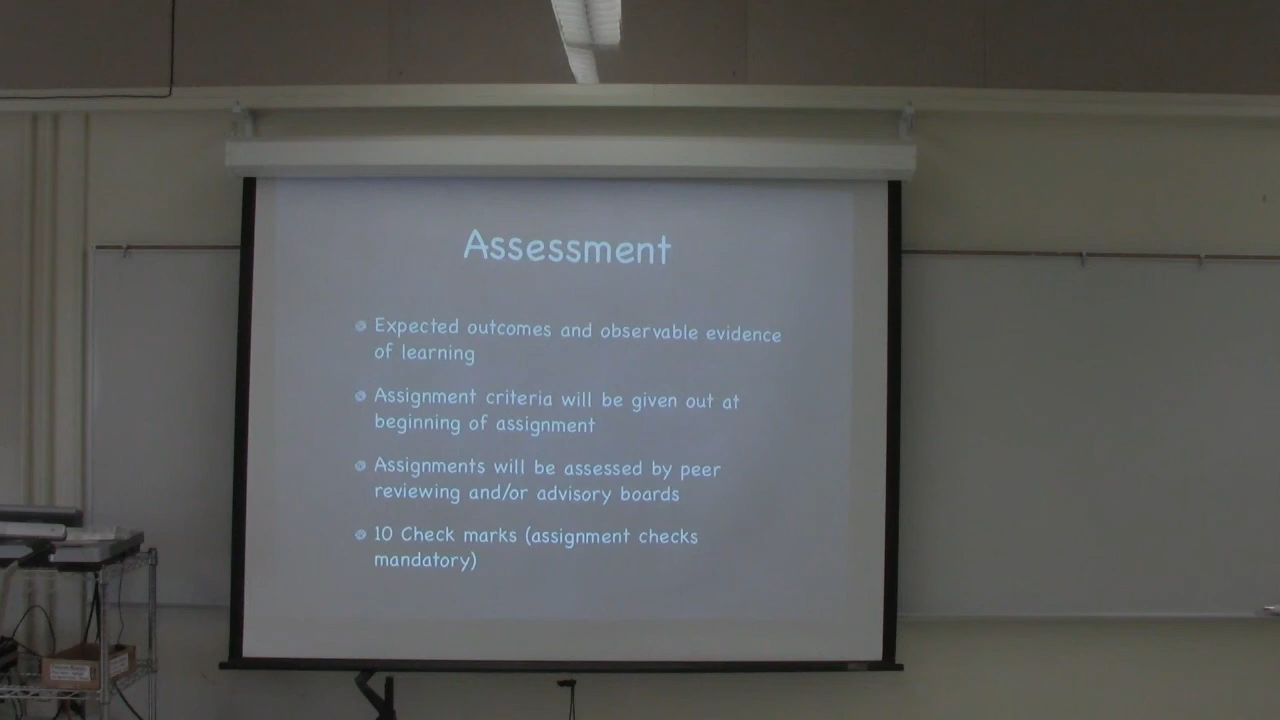 Assessment
Expected outcomes and observable evidence
of learning
Assignment criteria will be given out at
beginning of assignment
Assignments will be assessed by peer
reviewing and/or advisory boards
10 Check marks (assignment checks
mandatory)